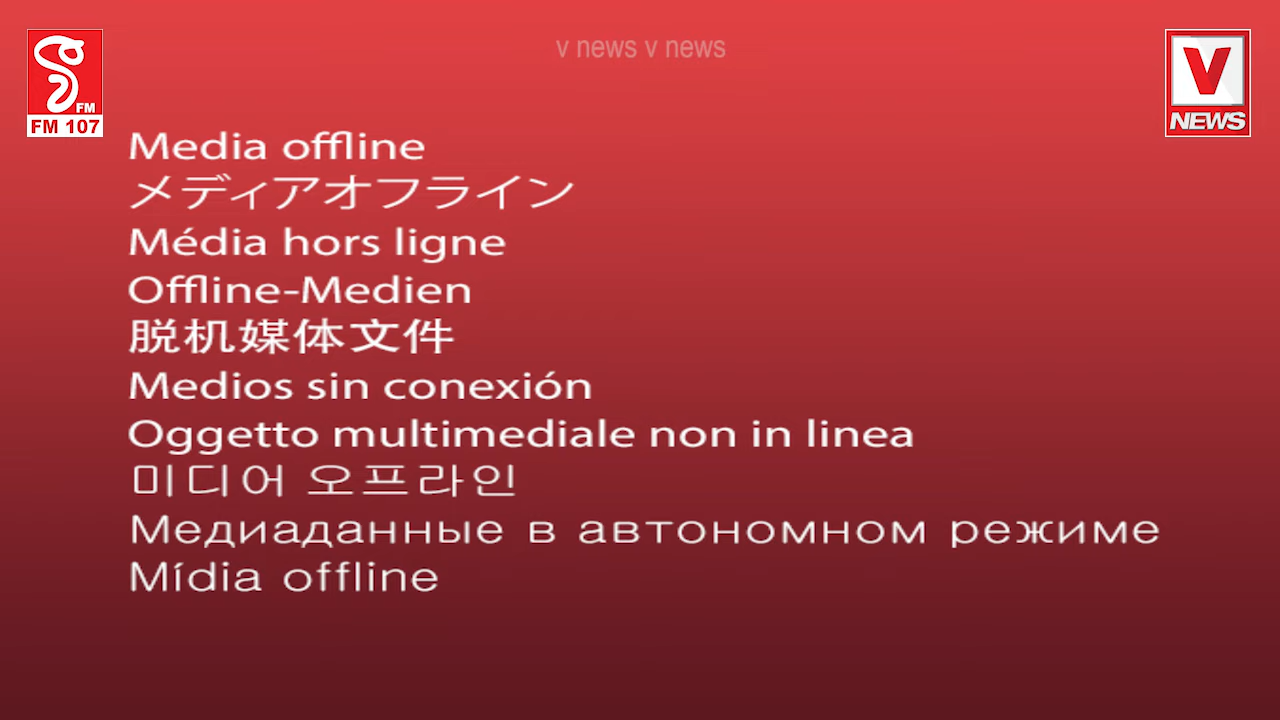 v news v news
FM
FM 107
V
NEWS
Media offline
メディアオフライン
Média hors ligne
Offline-Medien
脱机媒体文件
Medios sin conexión
Oggetto multimediale non in linea
미디어 오프라인
Медиаданные в автономном режиме
Mídia offline